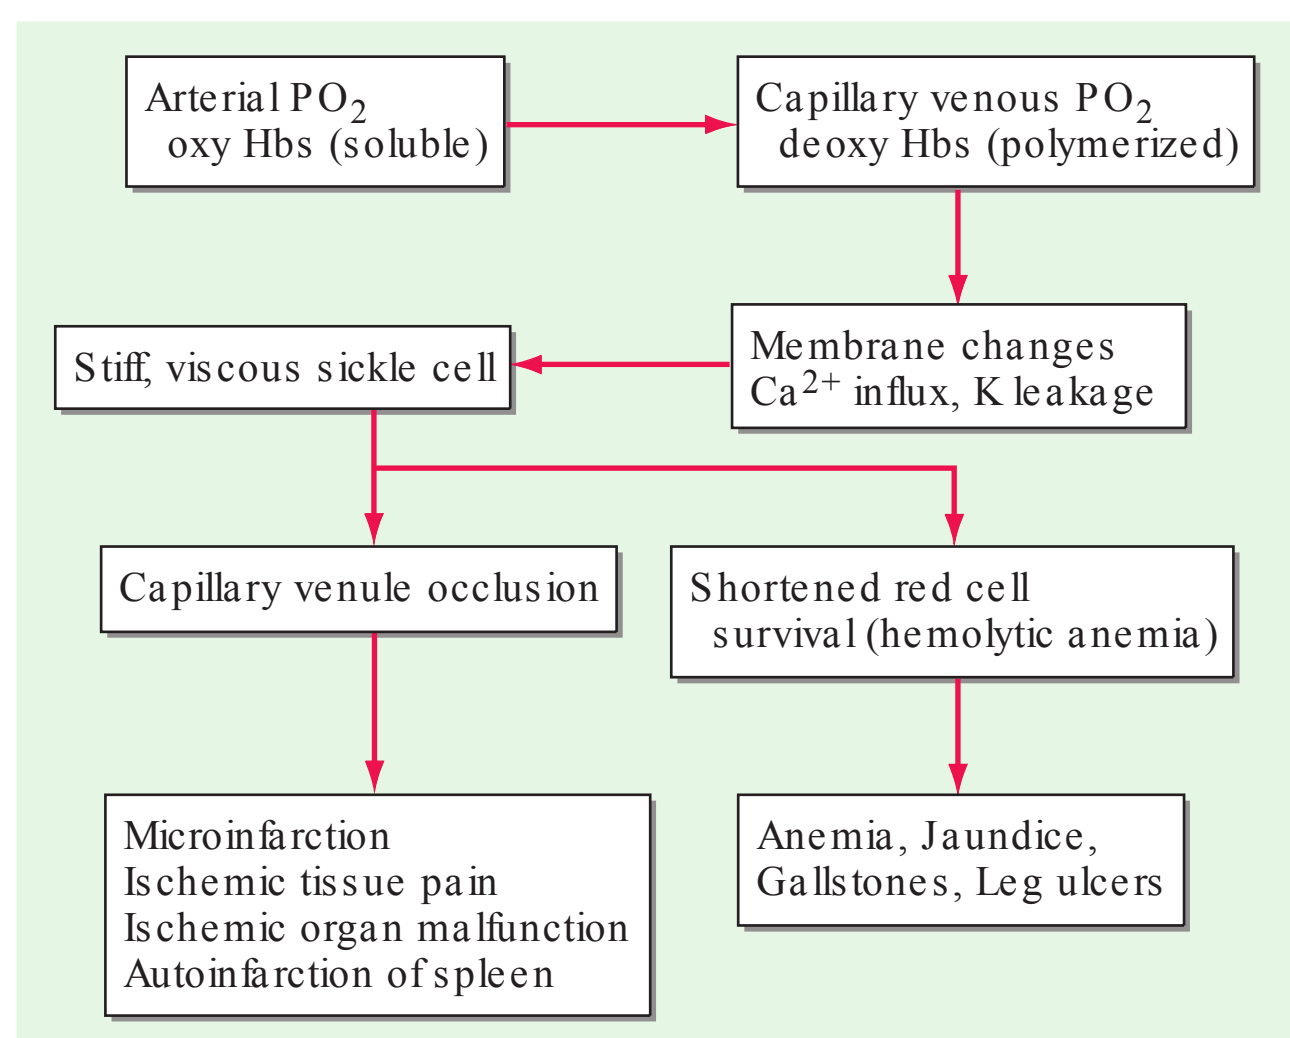 Arterial PO2
oxy Hbs (soluble)
Capillary venous PO2
deoxy Hbs (polymerized)
Membrane changes
Ca2+ influx, K leakage
Stiff, viscous sickle cell
Capillary venule occlusion
Shortened red cell
survival (hemolytic anemia)
Microinfarction
Ischemic tissue pain
Ischemic organ malfunction
Autoinfarction of spleen
Anemia, Jaundice,
Gallstones, Leg ulcers